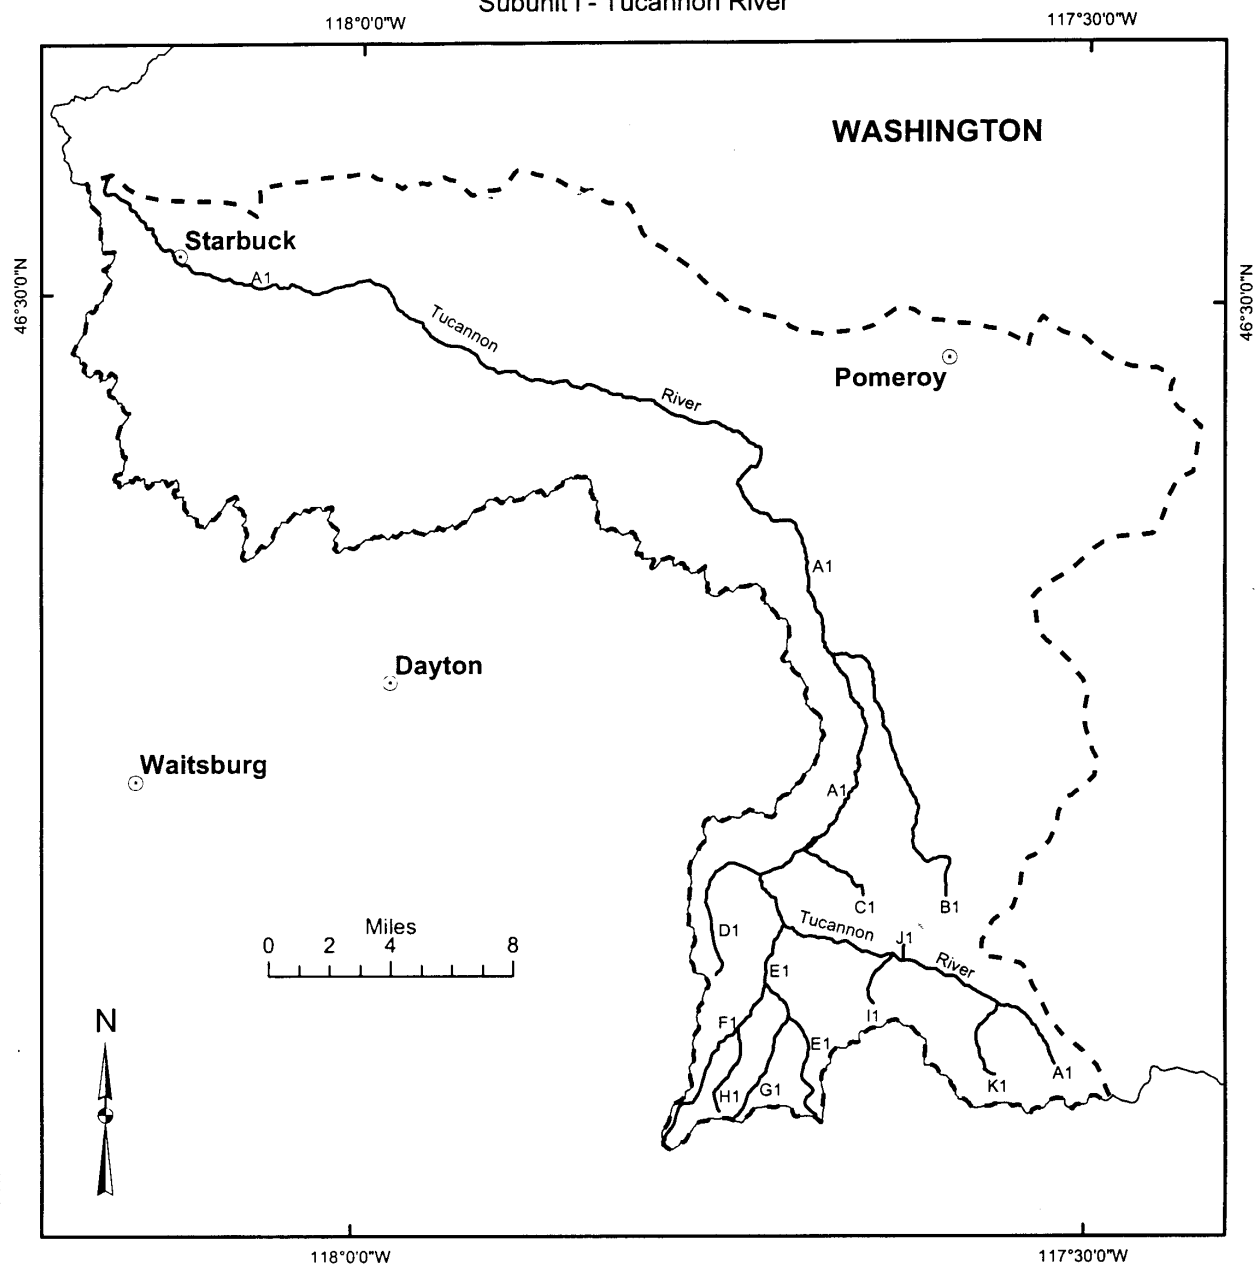 Subunit I - Tucannon River
118°0'0"W
117°30'0"W
WASHINGTON
Starbuck
A1
46°30'0"N
46°30'0"N
Tucannon
Pomeroy
River
A1
Dayton
Waitsburg
A1
C1
B1
Miles
0 2 4 8
D1
Tucannon
J1
River
E1
N
F1
I1
E1
A1
K1
G1
H1
118°0'0"W
117°30'0"W